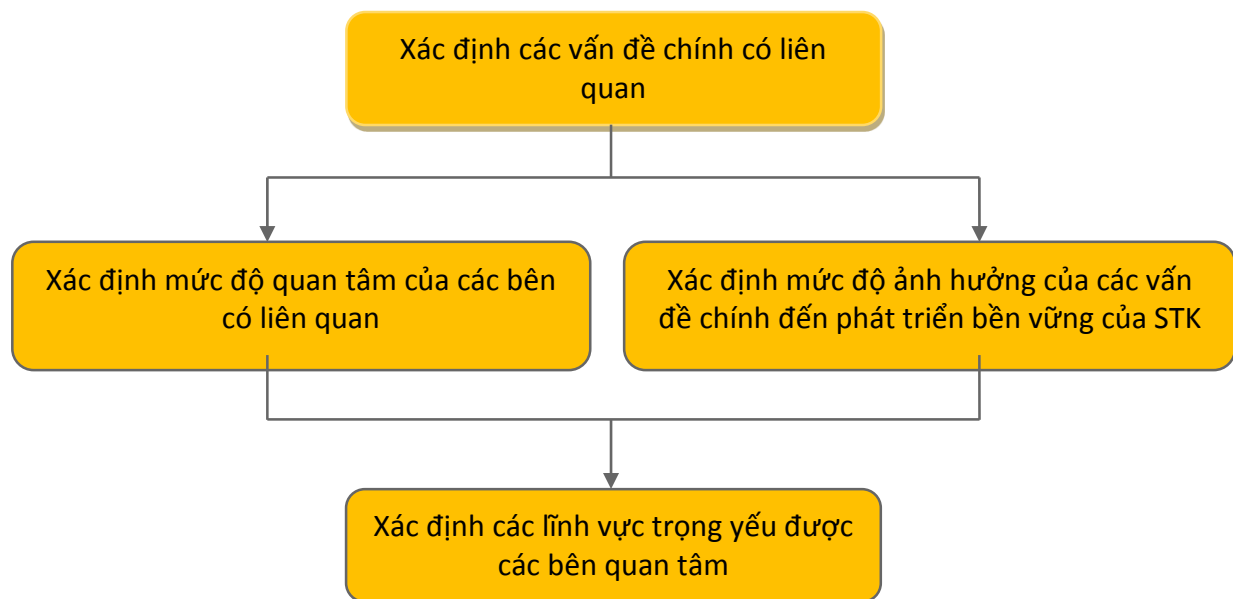 Xác định các vấn đề chính có liên
quan
Xác định mức độ quan tâm của các bên
có liên quan
Xác định mức độ ảnh hưởng của các vấn
đề chính đến phát triển bền vững của STK
Xác định các lĩnh vực trọng yếu được
các bên quan tâm